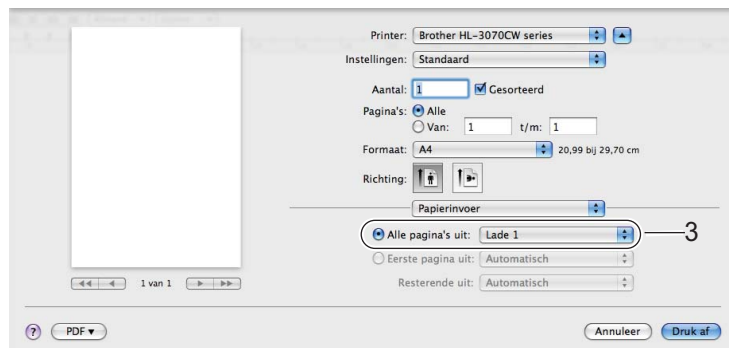 Printer: Brother HL-3070CW series
Instellingen: Standaard
Aantal: 1 Gesorteerd
Pagina's: Alle
Van: 1 t/m: 1
Formaat: A4 20,99 bij 29,70 cm
Richting:
Papierinvoer
Alle pagina's uit: Lade 1 3
Eerste pagina uit: Automatisch
Resterende uit: Automatisch
1 van 1
? PDF Annuleer Druk af